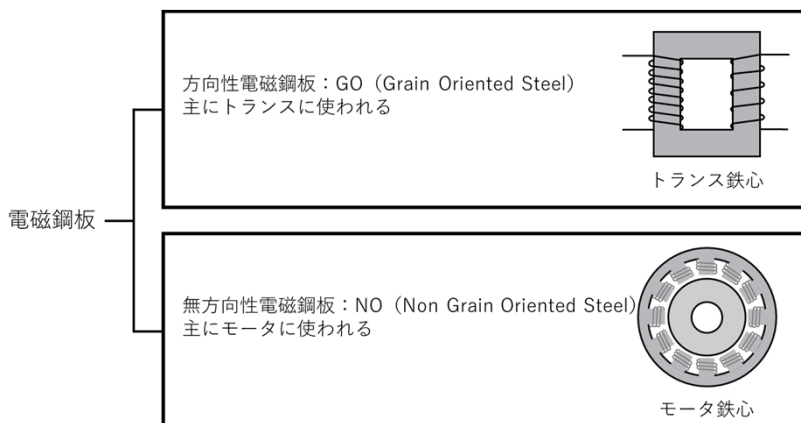 電磁鋼板
方向性電磁鋼板：GO（Grain Oriented Steel）
主にトランスに使われる
トランス鉄心
無方向性電磁鋼板：NO（Non Grain Oriented Steel）
主にモータに使われる
モータ鉄心